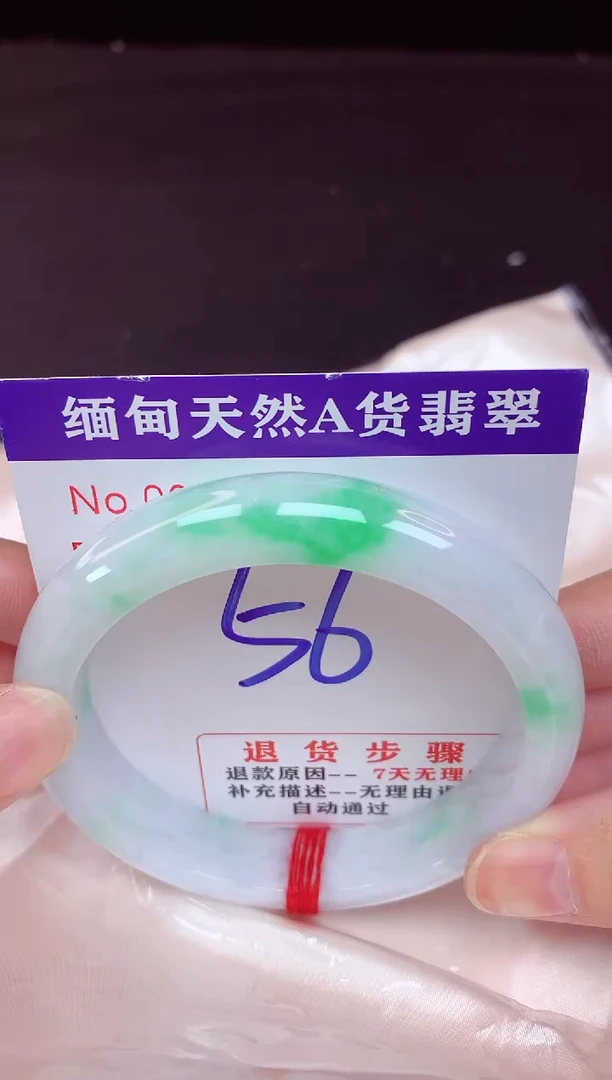 缅甸天然A货翡翠
No.
56
退货步骤
退款原因--7天无理
补充描述--无理由
自动通过